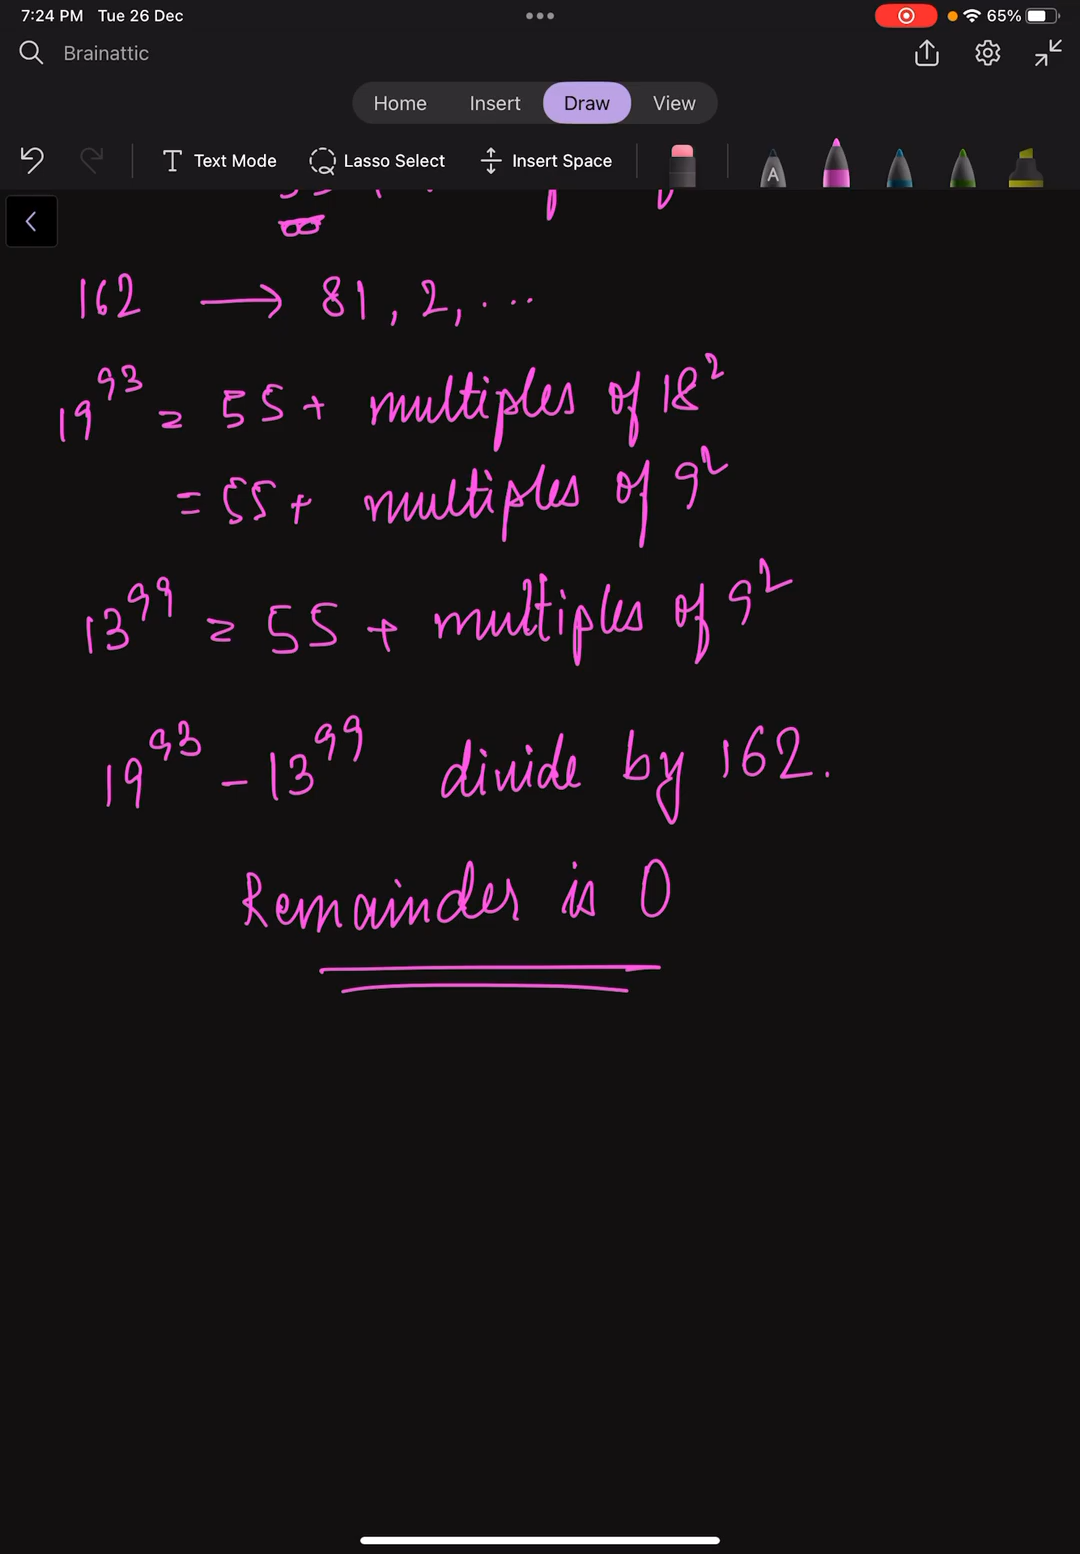 7:24 PM Tue 26 Dec
65%
Brainattic
Home Insert Draw View
Text Mode Lasso Select Insert Space
A
162 → 81, 2, ...
19^93 = 55 + multiples of 18^2
= 55 + multiples of 9^2
13^99 = 55 + multiples of 9^2
19^93 - 13^99 divide by 162.
Remainder is 0